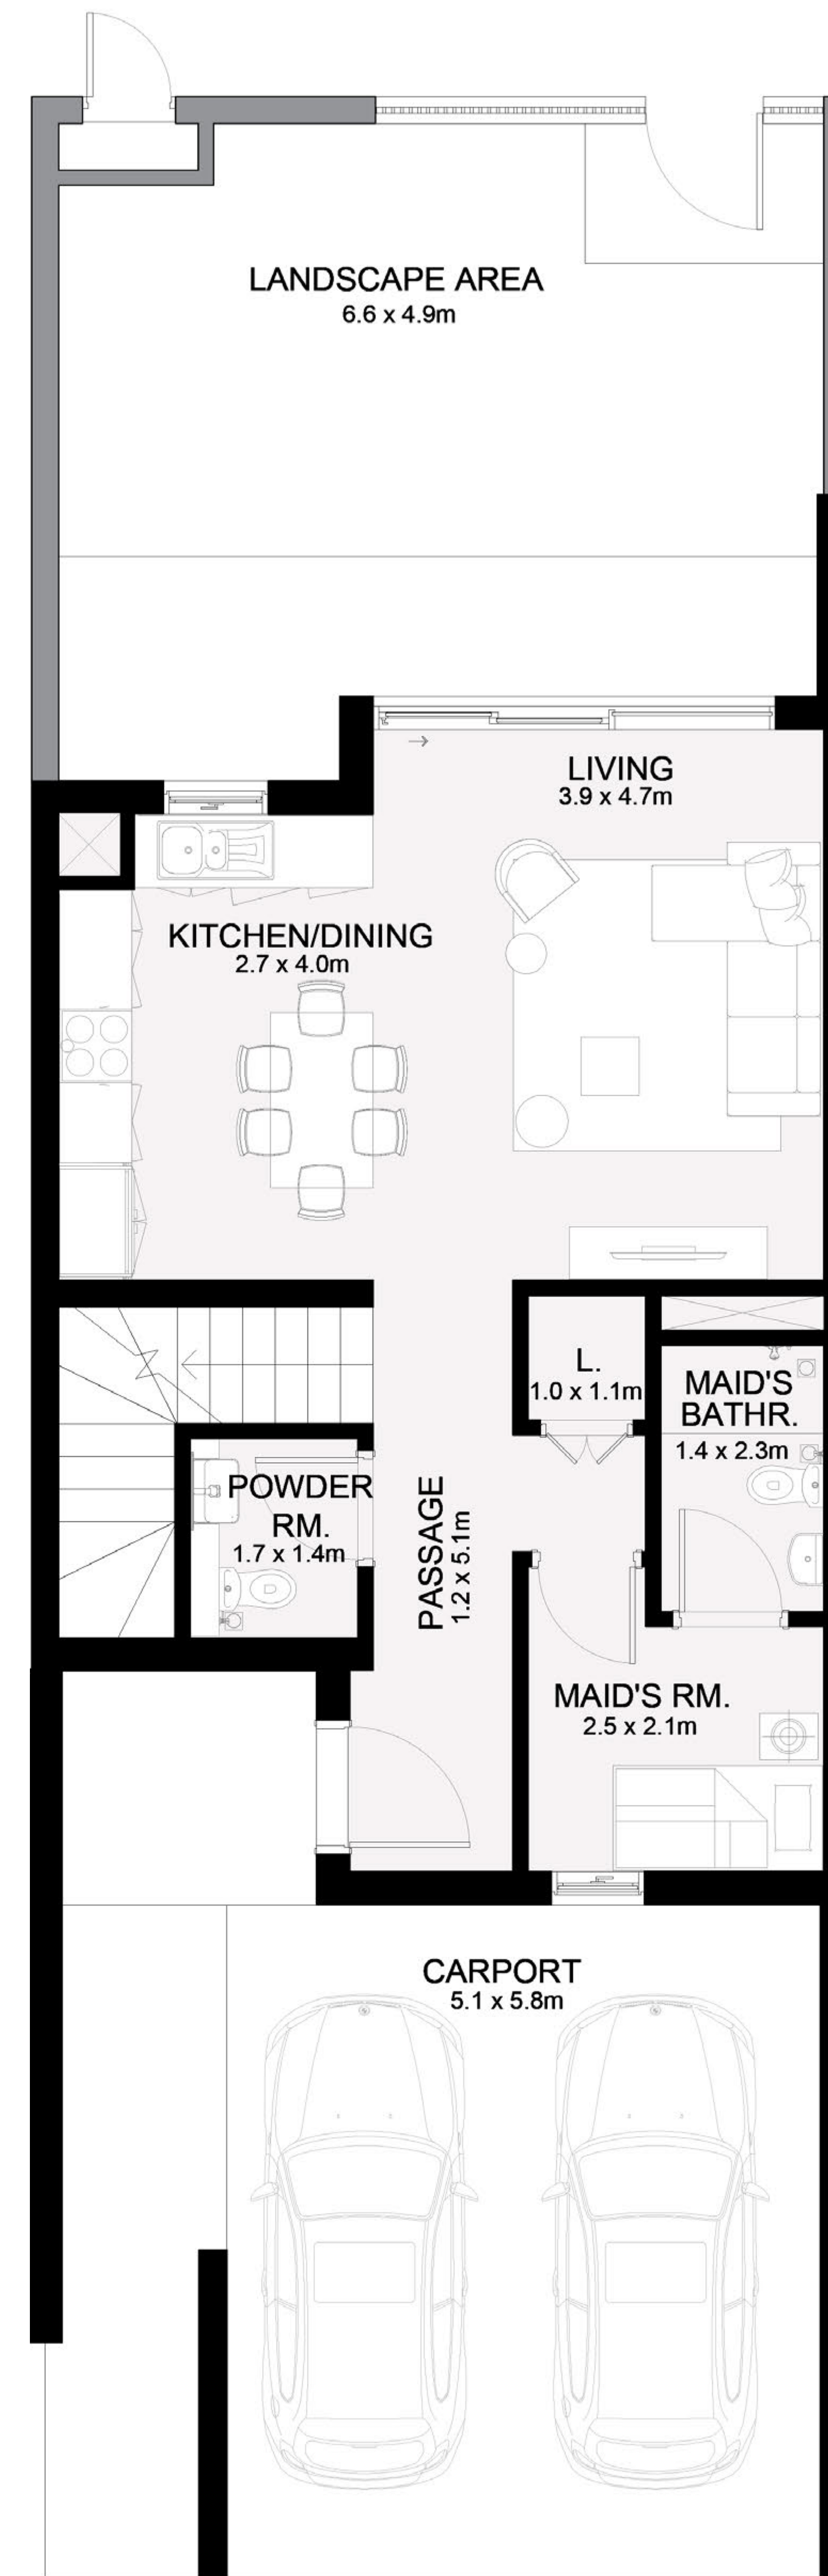 LANDSCAPE AREA
6.6 x 4.9m
LIVING
3.9 x 4.7m
KITCHEN/DINING
2.7 x 4.0m
L.
1.0 x 1.1m
MAID'S
BATHR.
1.4 x 2.3m
POWDER
RM.
1.7 x 1.4m
PASSAGE
1.2 x 5.1m
MAID'S RM.
2.5 x 2.1m
CARPORT
5.1 x 5.8m